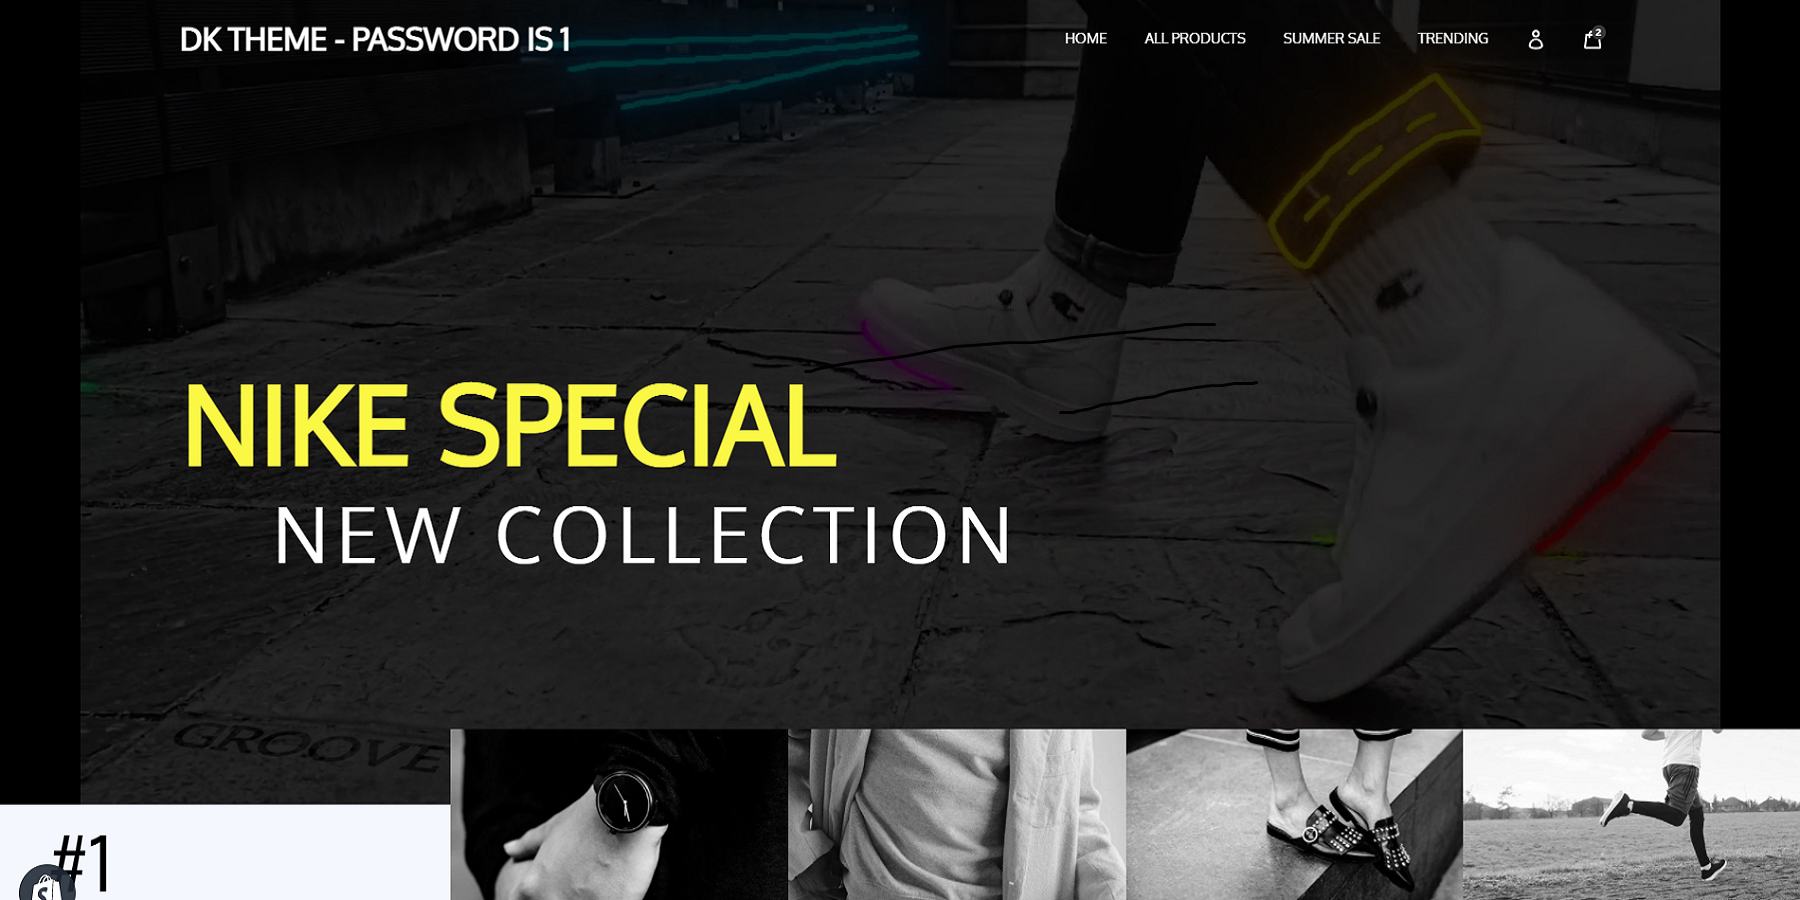 DK THEME - PASSWORD IS 1
HOME ALL PRODUCTS SUMMER SALE TRENDING 2
NIKE SPECIAL
NEW COLLECTION
GROOVE
#1